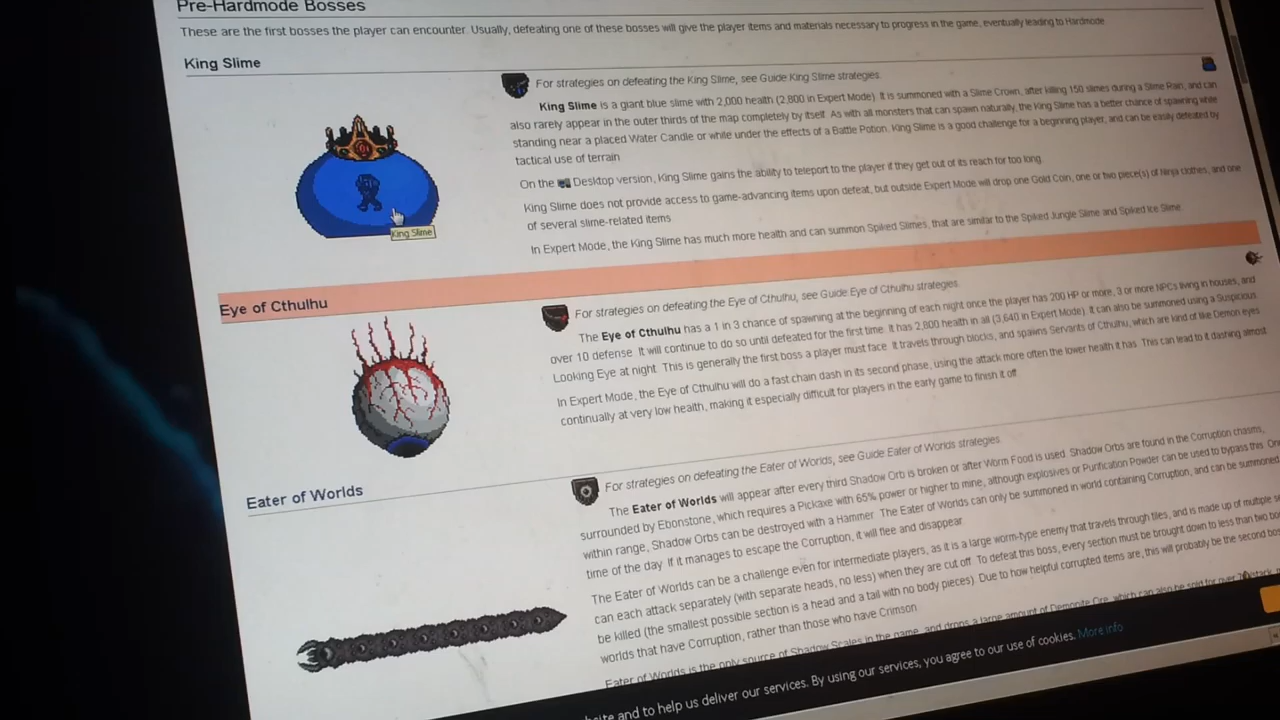 Pre-Hardmode Bosses
These are the first bosses the player can encounter. Usually, defeating one of these bosses will give the player items and materials necessary to progress in the game, eventually leading to Hardmode.
King Slime
For strategies on defeating the King Slime, see Guide:King Slime strategies.
King Slime is a giant blue slime with 2,000 health (2,800 in Expert Mode). It is summoned with a Slime Crown, after killing 150 slimes during a Slime Rain, and can
also rarely appear in the outer thirds of the map completely by itself. As with all monsters that can spawn naturally, the King Slime has a better chance of spawning while
standing near a placed Water Candle or while under the effects of a Battle Potion. King Slime is a good challenge for a beginning player, and can be easily defeated by
tactical use of terrain.
On the Desktop version, King Slime gains the ability to teleport to the player if they get out of its reach for too long.
King Slime does not provide access to game-advancing items upon defeat, but outside Expert Mode will drop one Gold Coin, one or two piece(s) of Ninja clothes, and one
of several slime-related items.
In Expert Mode, the King Slime has much more health and can summon Spiked Slimes, that are similar to the Spiked Jungle Slime and Spiked Ice Slime.
King Slime
Eye of Cthulhu
For strategies on defeating the Eye of Cthulhu, see Guide:Eye of Cthulhu strategies.
The Eye of Cthulhu has a 1 in 3 chance of spawning at the beginning of each night once the player has 200 HP or more, 3 or more NPCs living in houses, and
over 10 defense. It will continue to do so until defeated for the first time. It has 2,800 health in all (3,640 in Expert Mode). It can also be summoned using a Suspicious
Looking Eye at night. This is generally the first boss a player must face. It travels through blocks, and spawns Servants of Cthulhu, which are kind of like Demon eyes.
In Expert Mode, the Eye of Cthulhu will do a fast chain dash in its second phase, using the attack more often the lower health it has. This can lead to it dashing almost
continually at very low health, making it especially difficult for players in the early game to finish it off.
Eater of Worlds
For strategies on defeating the Eater of Worlds, see Guide:Eater of Worlds strategies.
The Eater of Worlds will appear after every third Shadow Orb is broken or after Worm Food is used. Shadow Orbs are found in the Corruption chasms,
surrounded by Ebonstone, which requires a Pickaxe with 65% power or higher to mine, although explosives or Purification Powder can be used to bypass this. On
within range, Shadow Orbs can be destroyed with a Hammer. The Eater of Worlds can only be summoned in world containing Corruption, and can be summoned
time of the day. If it manages to escape the Corruption, it will flee and disappear.
The Eater of Worlds can be a challenge even for intermediate players, as it is a large worm-type enemy that travels through tiles, and is made up of multiple
can each attack separately (with separate heads, no less) when they are cut off. To defeat this boss, every section must be brought down to less than two
be killed (the smallest possible section is a head and a tail with no body pieces). Due to how helpful corrupted items are, this will probably be the second
worlds that have Corruption, rather than those who have Crimson.
Eater of Worlds is the only source of Shadow Scales in the game, and drops a large amount of Demonite Ore, which can also be sold for over
and to help us deliver our services. By using our services, you agree to our use of cookies. More info